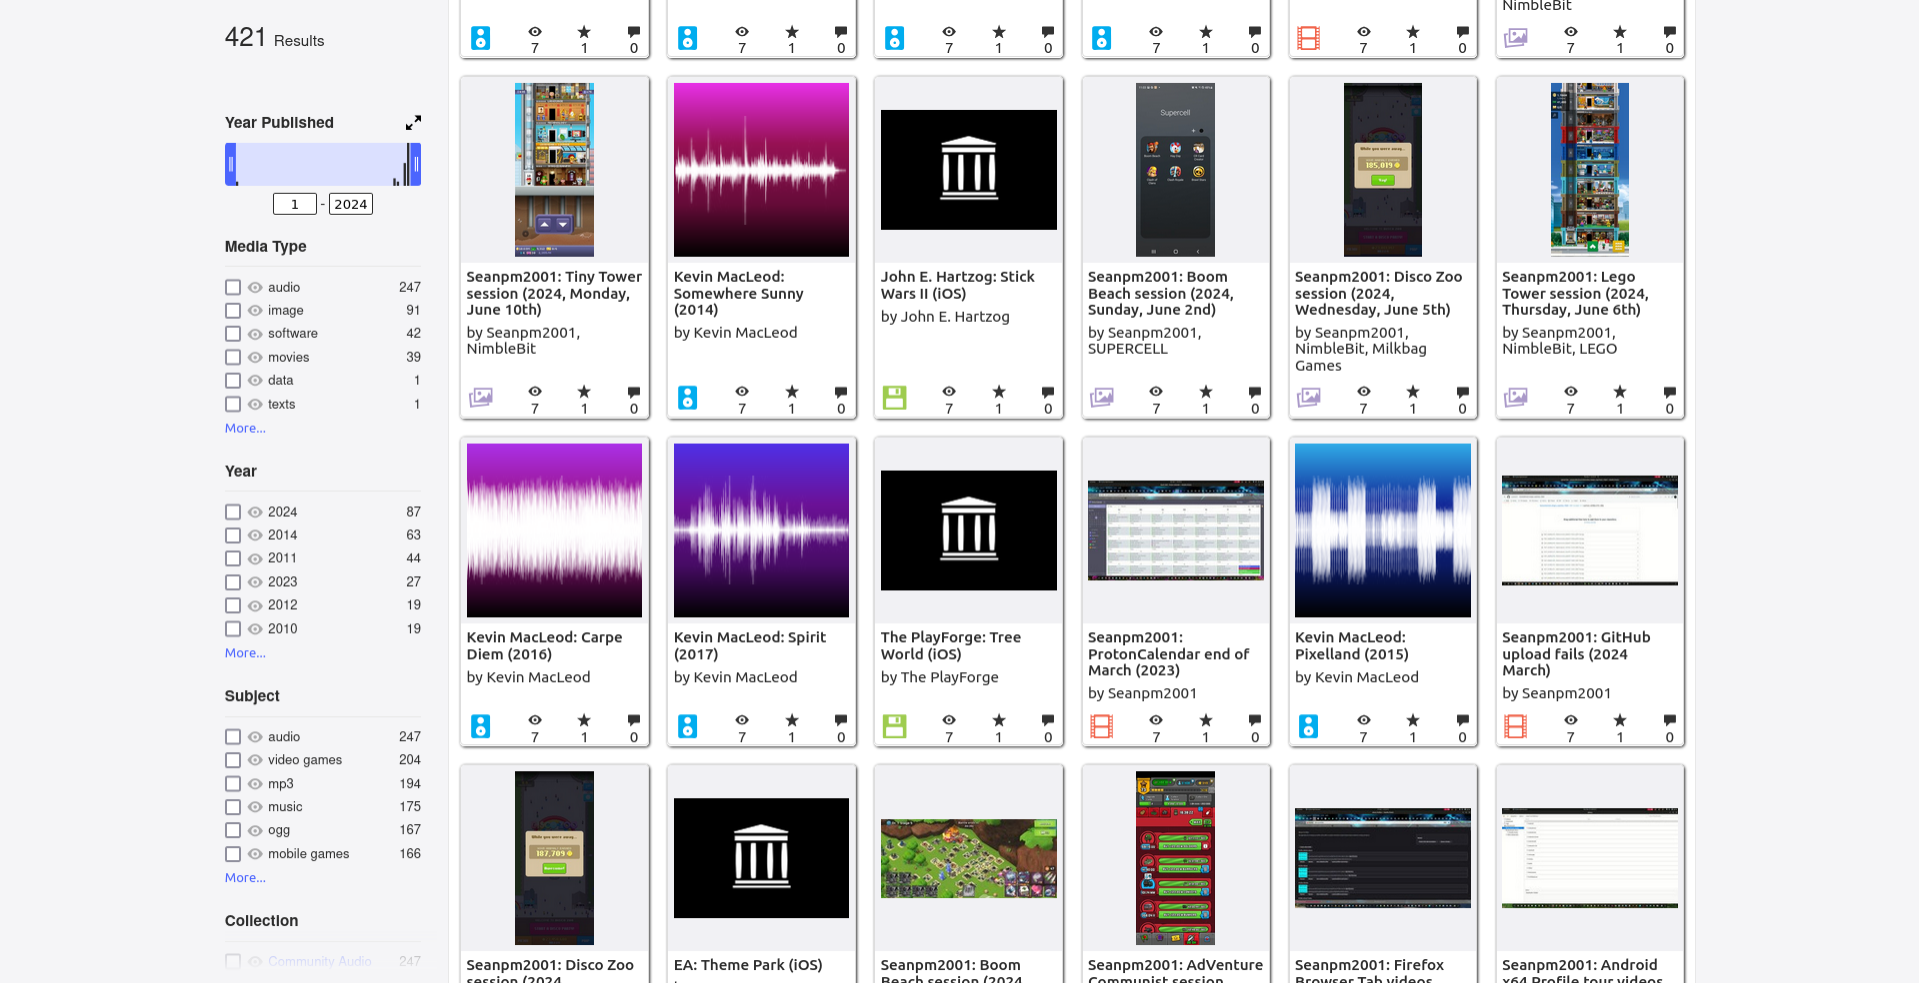 421 Results
Year Published
1 - 2024
Media Type
audio 247
image 91
software 42
movies 39
data 1
texts 1
More...
Year
2024 87
2014 63
2011 44
2023 27
2012 19
2010 19
More...
Subject
audio 247
video games 204
mp3 194
music 175
ogg 167
mobile games 166
More...
Collection
Community Audio 247
NimbleBit
7 1 0
7 1 0
7 1 0
7 1 0
7 1 0
7 1 0
Seanpm2001: Tiny Tower
session (2024, Monday,
June 10th)
by Seanpm2001,
NimbleBit
7 1 0
Kevin MacLeod:
Somewhere Sunny
(2014)
by Kevin MacLeod
7 1 0
John E. Hartzog: Stick
Wars II (iOS)
by John E. Hartzog
7 1 0
Supercell
Seanpm2001: Boom
Beach session (2024,
Sunday, June 2nd)
by Seanpm2001,
SUPERCELL
7 1 0
While you were away...
185,019
Seanpm2001: Disco Zoo
session (2024,
Wednesday, June 5th)
by Seanpm2001,
NimbleBit, Milkbag
Games
7 1 0
Seanpm2001: Lego
Tower session (2024,
Thursday, June 6th)
by Seanpm2001,
NimbleBit, LEGO
7 1 0
Kevin MacLeod: Carpe
Diem (2016)
by Kevin MacLeod
7 1 0
Kevin MacLeod: Spirit
(2017)
by Kevin MacLeod
7 1 0
The PlayForge: Tree
World (iOS)
by The PlayForge
7 1 0
Seanpm2001:
ProtonCalendar end of
March (2023)
by Seanpm2001
7 1 0
Kevin MacLeod:
Pixelland (2015)
by Kevin MacLeod
7 1 0
Seanpm2001: GitHub
upload fails (2024
March)
by Seanpm2001
7 1 0
While you were away...
187,709
Seanpm2001: Disco Zoo
session (2024,
EA: Theme Park (iOS)
Seanpm2001: Boom
Beach session (2024,
Seanpm2001: AdVenture
Communist session
Seanpm2001: Firefox
Browser Tab videos
Seanpm2001: Android
x64 Profile tour videos